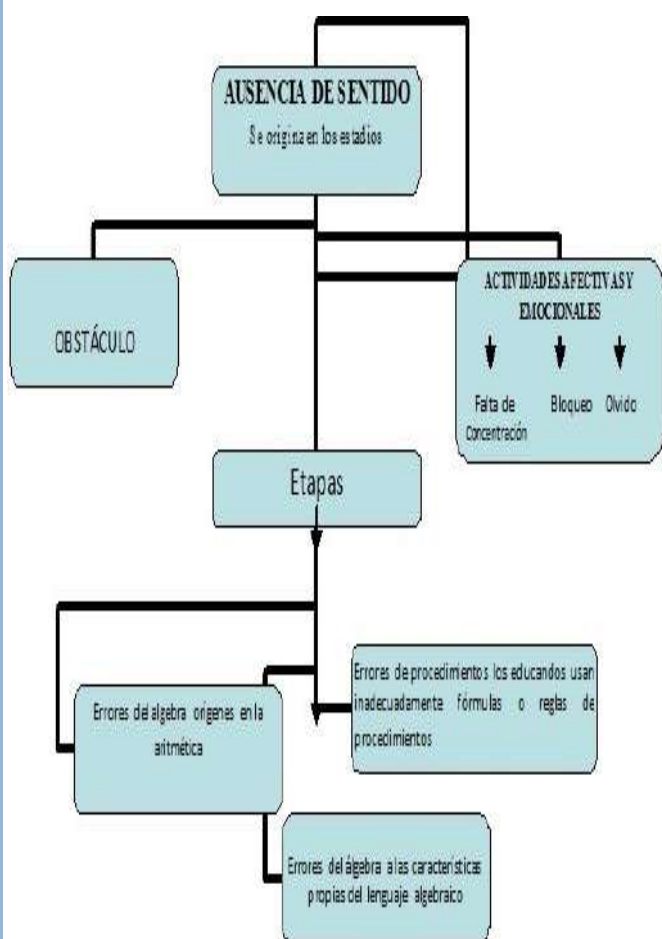 AUSENCIA DE SENTIDO
Se origina en los estadios
OBSTÁCULO
ACTIVIDADES AFECTIVAS Y
EMOCIONALES
Falta de
Concentración
Bloqueo
Olvido
Etapas
Errores del algebra origenes en la
aritmética
Errores de procedimientos los educandos usan
inadecuadamente fórmulas o reglas de
procedimientos
Errores del álgebra a las características
propias del lenguaje algebraico